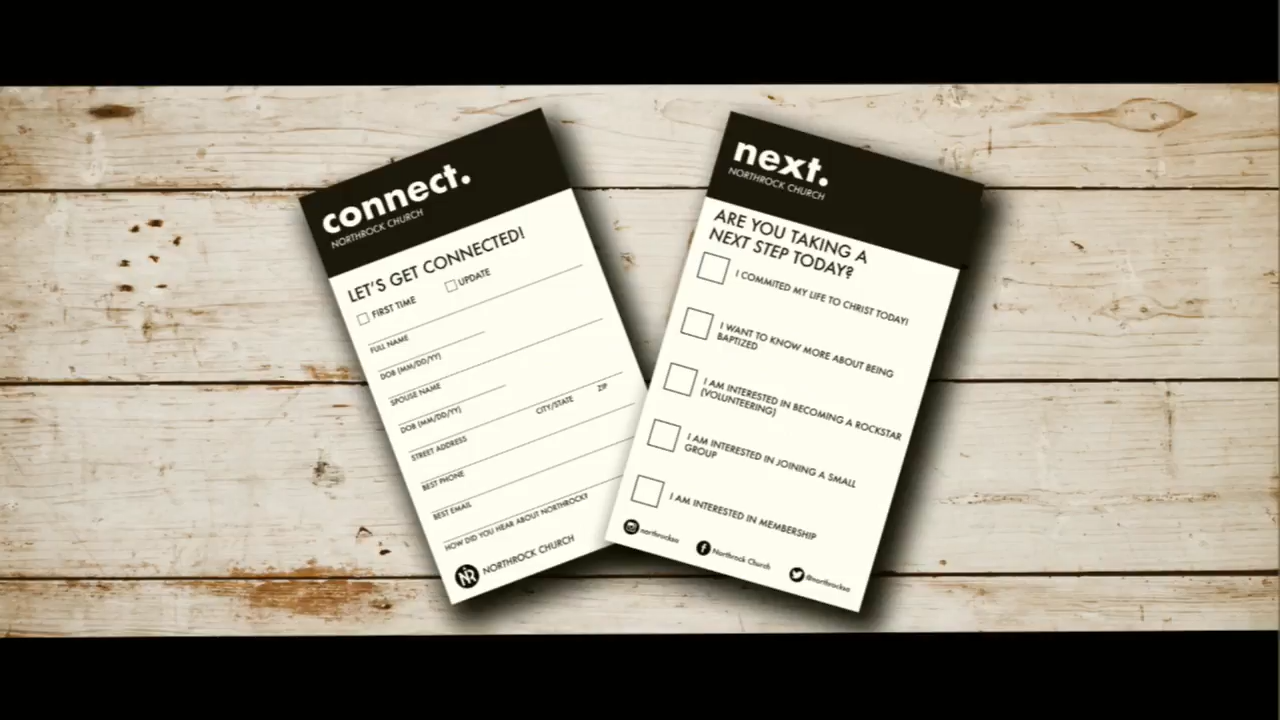 connect.
NORTHROCK CHURCH
LET'S GET CONNECTED!
FIRST TIME
UPDATE
FULL NAME
DOB (MM/DD/YY)
SPOUSE NAME
DOB (MM/DD/YY)
STREET ADDRESS
CITY/STATE
ZIP
BEST PHONE
BEST EMAIL
HOW DID YOU HEAR ABOUT NORTHROCK?
NR
NORTHROCK CHURCH
next.
NORTHROCK CHURCH
ARE YOU TAKING A
NEXT STEP TODAY?
I COMMITED MY LIFE TO CHRIST TODAY!
I WANT TO KNOW MORE ABOUT BEING
BAPTIZED
I AM INTERESTED IN BECOMING A ROCKSTAR
(VOLUNTEERING)
I AM INTERESTED IN JOINING A SMALL
GROUP
I AM INTERESTED IN MEMBERSHIP
northrocksa
Northrock Church
@northrocksa